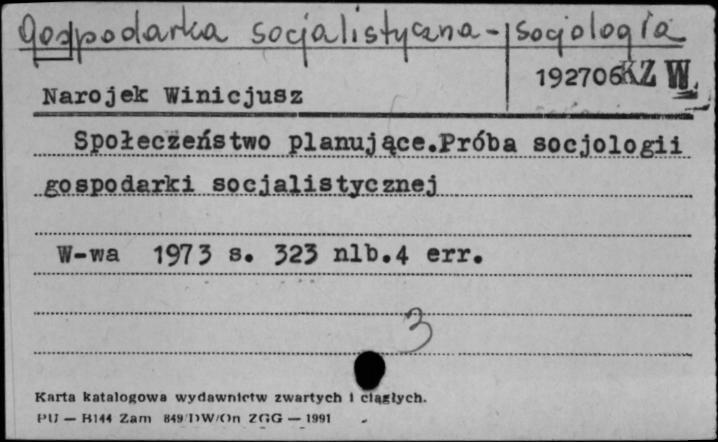 Gospodarka socjalistyczna - socjologia
192706 KZ W
Narojek Winicjusz
Społeczeństwo planujące.Próba socjologii
gospodarki socjalistycznej
W-wa 1973 s. 323 nlb.4 err.
3
Karta katalogowa wydawnictw zwartych i ciągłych.
PU — B144 Zam 849/DW/On ZGG — 1991